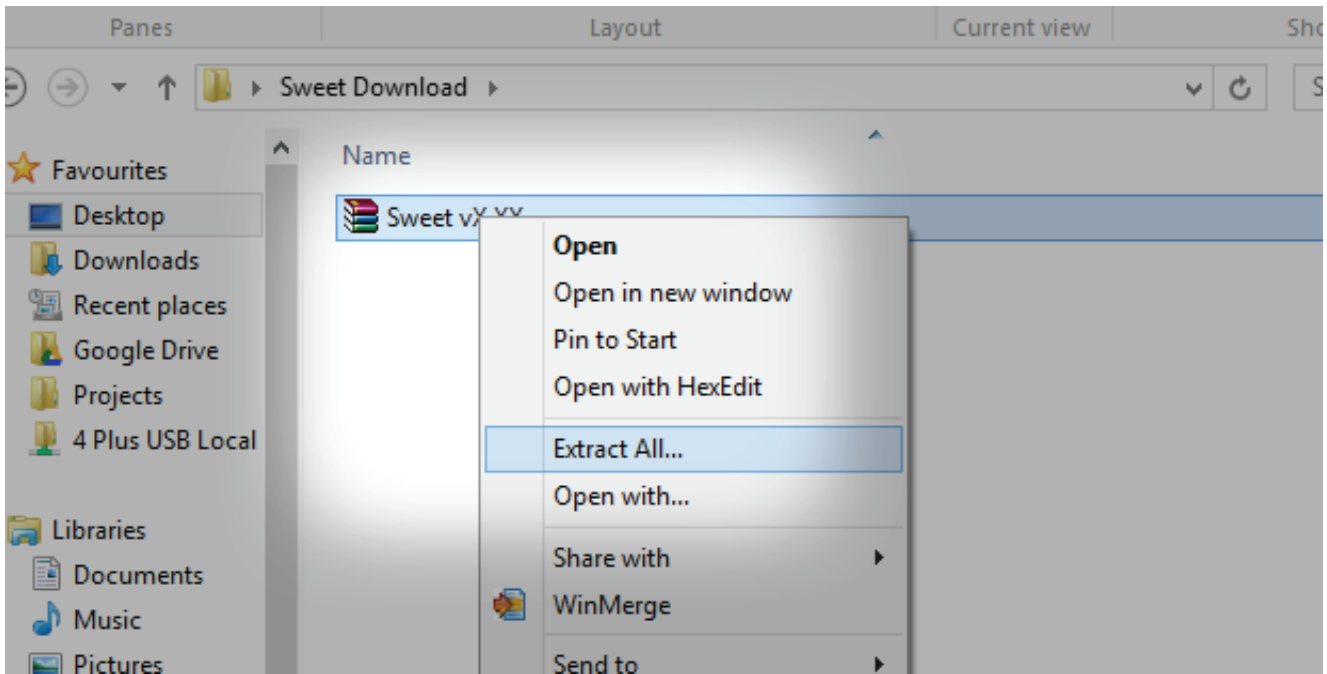 Panes Layout Current view
Sweet Download
Name
Favourites
Desktop
Downloads
Recent places
Google Drive
Projects
4 Plus USB Local
Libraries
Documents
Music
Pictures
Sweet
Open
Open in new window
Pin to Start
Open with HexEdit
Extract All...
Open with...
Share with
WinMerge
Send to